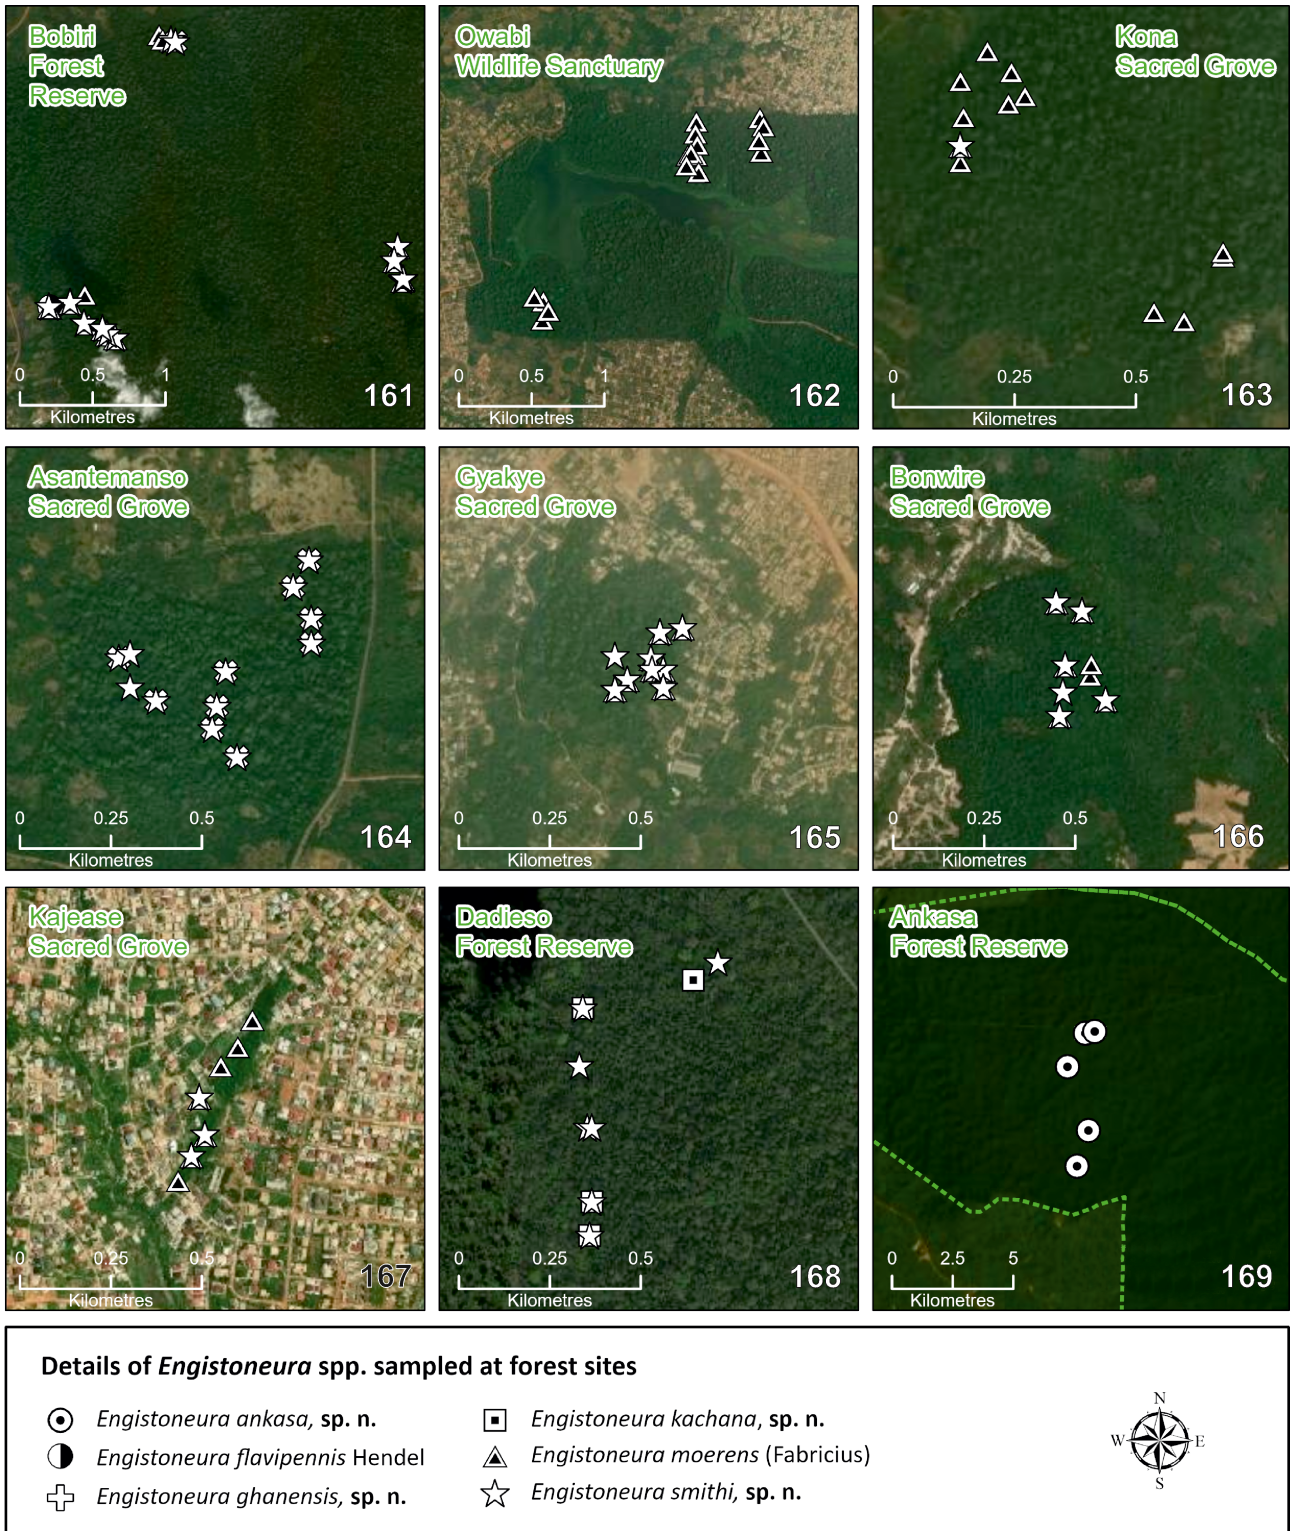 Bobiri
Forest
Reserve
0 0.5 1
Kilometres
161
Owabi
Wildlife Sanctuary
0 0.5 1
Kilometres
162
Kona
Sacred Grove
0 0.25 0.5
Kilometres
163
Asantemanso
Sacred Grove
0 0.25 0.5
Kilometres
164
Gyakye
Sacred Grove
0 0.25 0.5
Kilometres
165
Bonwire
Sacred Grove
0 0.25 0.5
Kilometres
166
Kajease
Sacred Grove
0 0.25 0.5
Kilometres
167
Dadieso
Forest Reserve
0 0.25 0.5
Kilometres
168
Ankasa
Forest Reserve
0 2.5 5
Kilometres
169
Details of Engistoneura spp. sampled at forest sites
Engistoneura ankasa, sp. n.
Engistoneura flavipennis Hendel
Engistoneura ghanensis, sp. n.
Engistoneura kachana, sp. n.
Engistoneura moerens (Fabricius)
Engistoneura smithi, sp. n.
N
W E
S